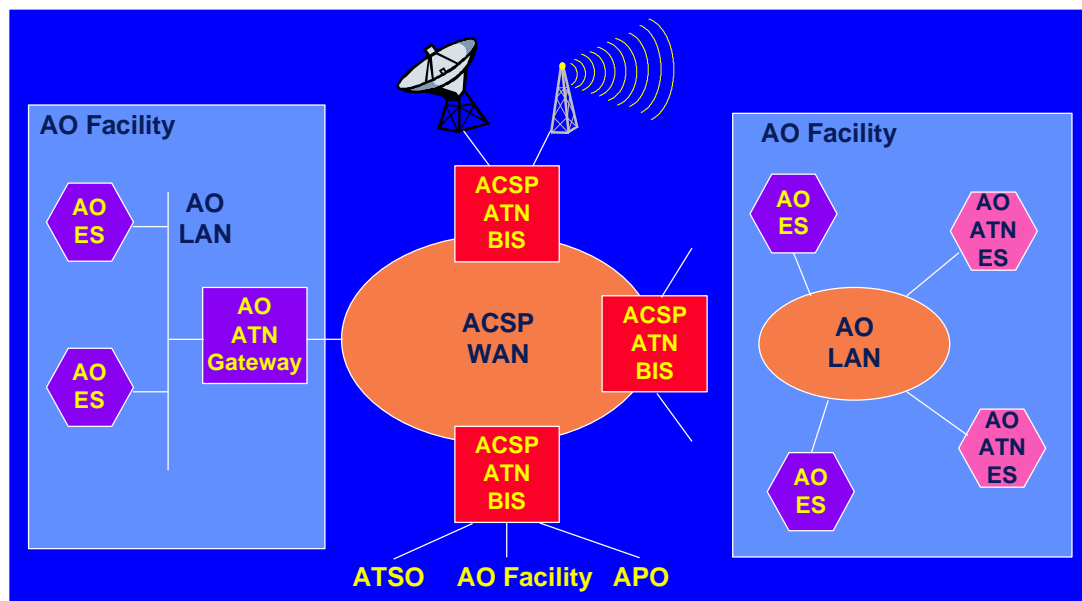 AO Facility
AO
ES
AO
LAN
AO
ATN
Gateway
AO
ES
ACSP
ATN
BIS
ACSP
WAN
ACSP
ATN
BIS
ACSP
ATN
BIS
ATSO AO Facility APO
AO Facility
AO
ES
AO
ATN
ES
AO
LAN
AO
ES
AO
ATN
ES